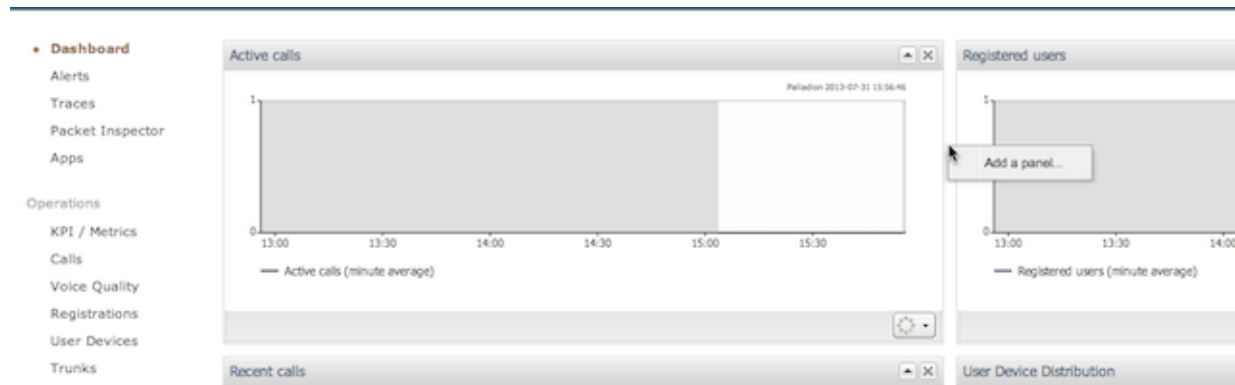 Dashboard
Alerts
Traces
Packet Inspector
Apps
Operations
KPI / Metrics
Calls
Voice Quality
Registrations
User Devices
Trunks
Active calls
Palladion 2013-07-31 15:56:46
1
0
13:00 13:30 14:00 14:30 15:00 15:30
Active calls (minute average)
Recent calls
Registered users
1
Add a panel...
0
13:00 13:30 14:00
Registered users (minute average)
User Device Distribution